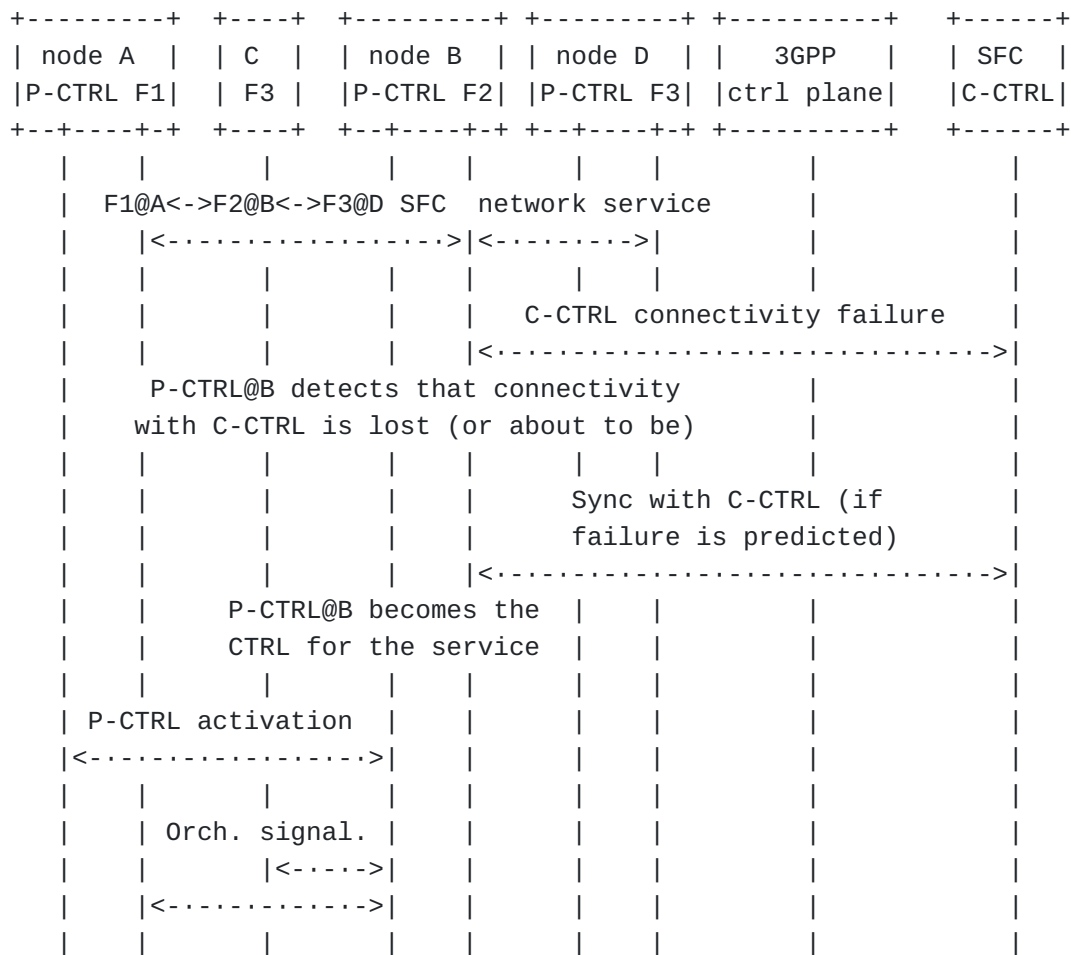 +---------+  +----+  +---------+ +---------+ +----------+   +------+
| node A  |  | C  |  | node B  | | node D  | |   3GPP   |   | SFC  |
|P-CTRL F1|  | F3 |  |P-CTRL F2| |P-CTRL F3| |ctrl plane|   |C-CTRL|
+--+----+-+  +----+  +--+----+-+ +--+----+-+ +----------+   +------+
   |    |       |       |    |      |    |         |            |
   |  F1@A<->F2@B<->F3@D SFC  network service      |            |
   |    |<-·-·-·-·-·-·-·-·->|<-·-·-·-·->|         |            |
   |    |       |       |    |      |    |         |            |
   |    |       |       |    |   C-CTRL connectivity failure    |
   |    |       |       |    |<·-·-·-·-·-·-·-·-·-·-·-·-·-·-·-·->|
   |     P-CTRL@B detects that connectivity        |            |
   |    with C-CTRL is lost (or about to be)       |            |
   |    |       |       |    |      |    |         |            |
   |    |       |       |    |      Sync with C-CTRL (if        |
   |    |       |       |    |      failure is predicted)       |
   |    |       |       |    |<·-·-·-·-·-·-·-·-·-·-·-·-·-·-·-·->|
   |    |     P-CTRL@B becomes the  |    |         |            |
   |    |     CTRL for the service  |    |         |            |
   |    |       |       |    |      |    |         |            |
   | P-CTRL activation  |    |      |    |         |            |
   |<-·-·-·-·-·-·-·-·-·->|    |      |    |         |            |
   |    |       |       |    |      |    |         |            |
   |    | Orch. signal. |    |      |    |         |            |
   |    |       |<-·-·->|    |      |    |         |            |
   |    |<-·-·-·-·-·-·->|    |      |    |         |            |
   |    |       |       |    |      |    |         |            |